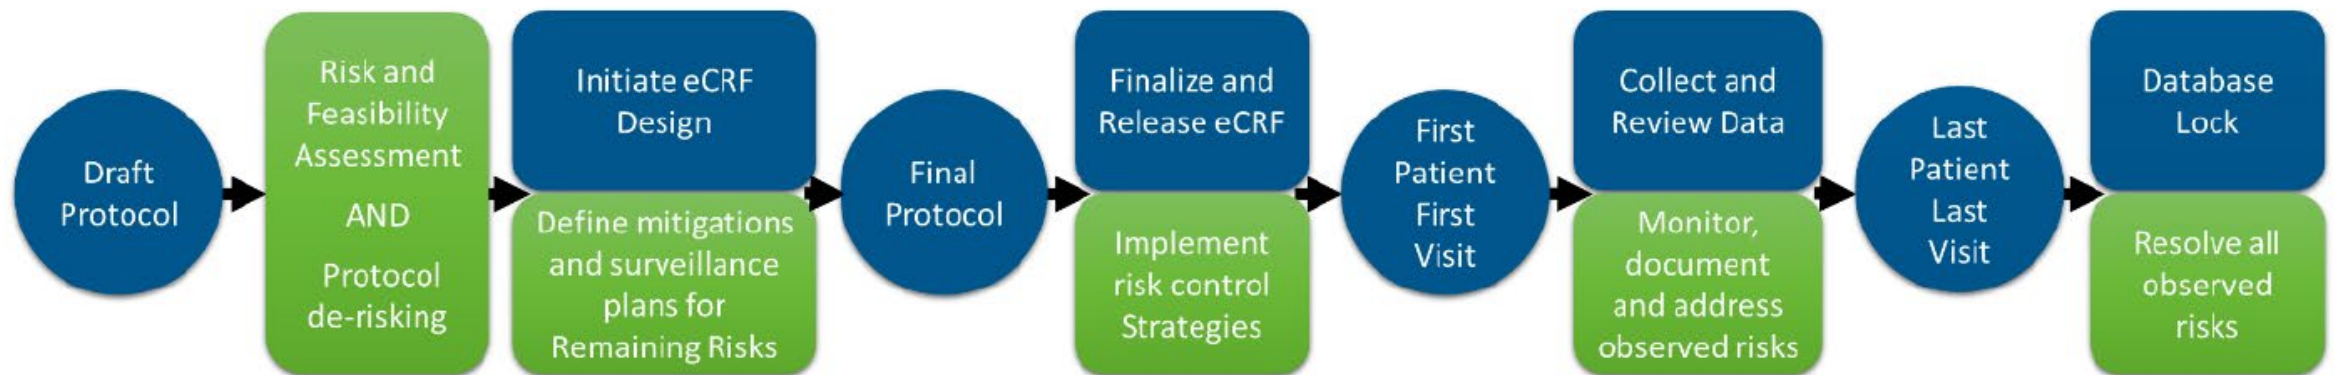 Draft
Protocol
Risk and
Feasibility
Assessment
AND
Protocol
de-risking
Initiate eCRF
Design
Define mitigations
and surveillance
plans for
Remaining Risks
Final
Protocol
Finalize and
Release eCRF
Implement
risk control
Strategies
First
Patient
First
Visit
Collect and
Review Data
Monitor,
document
and address
observed risks
Last
Patient
Last
Visit
Database
Lock
Resolve all
observed
risks